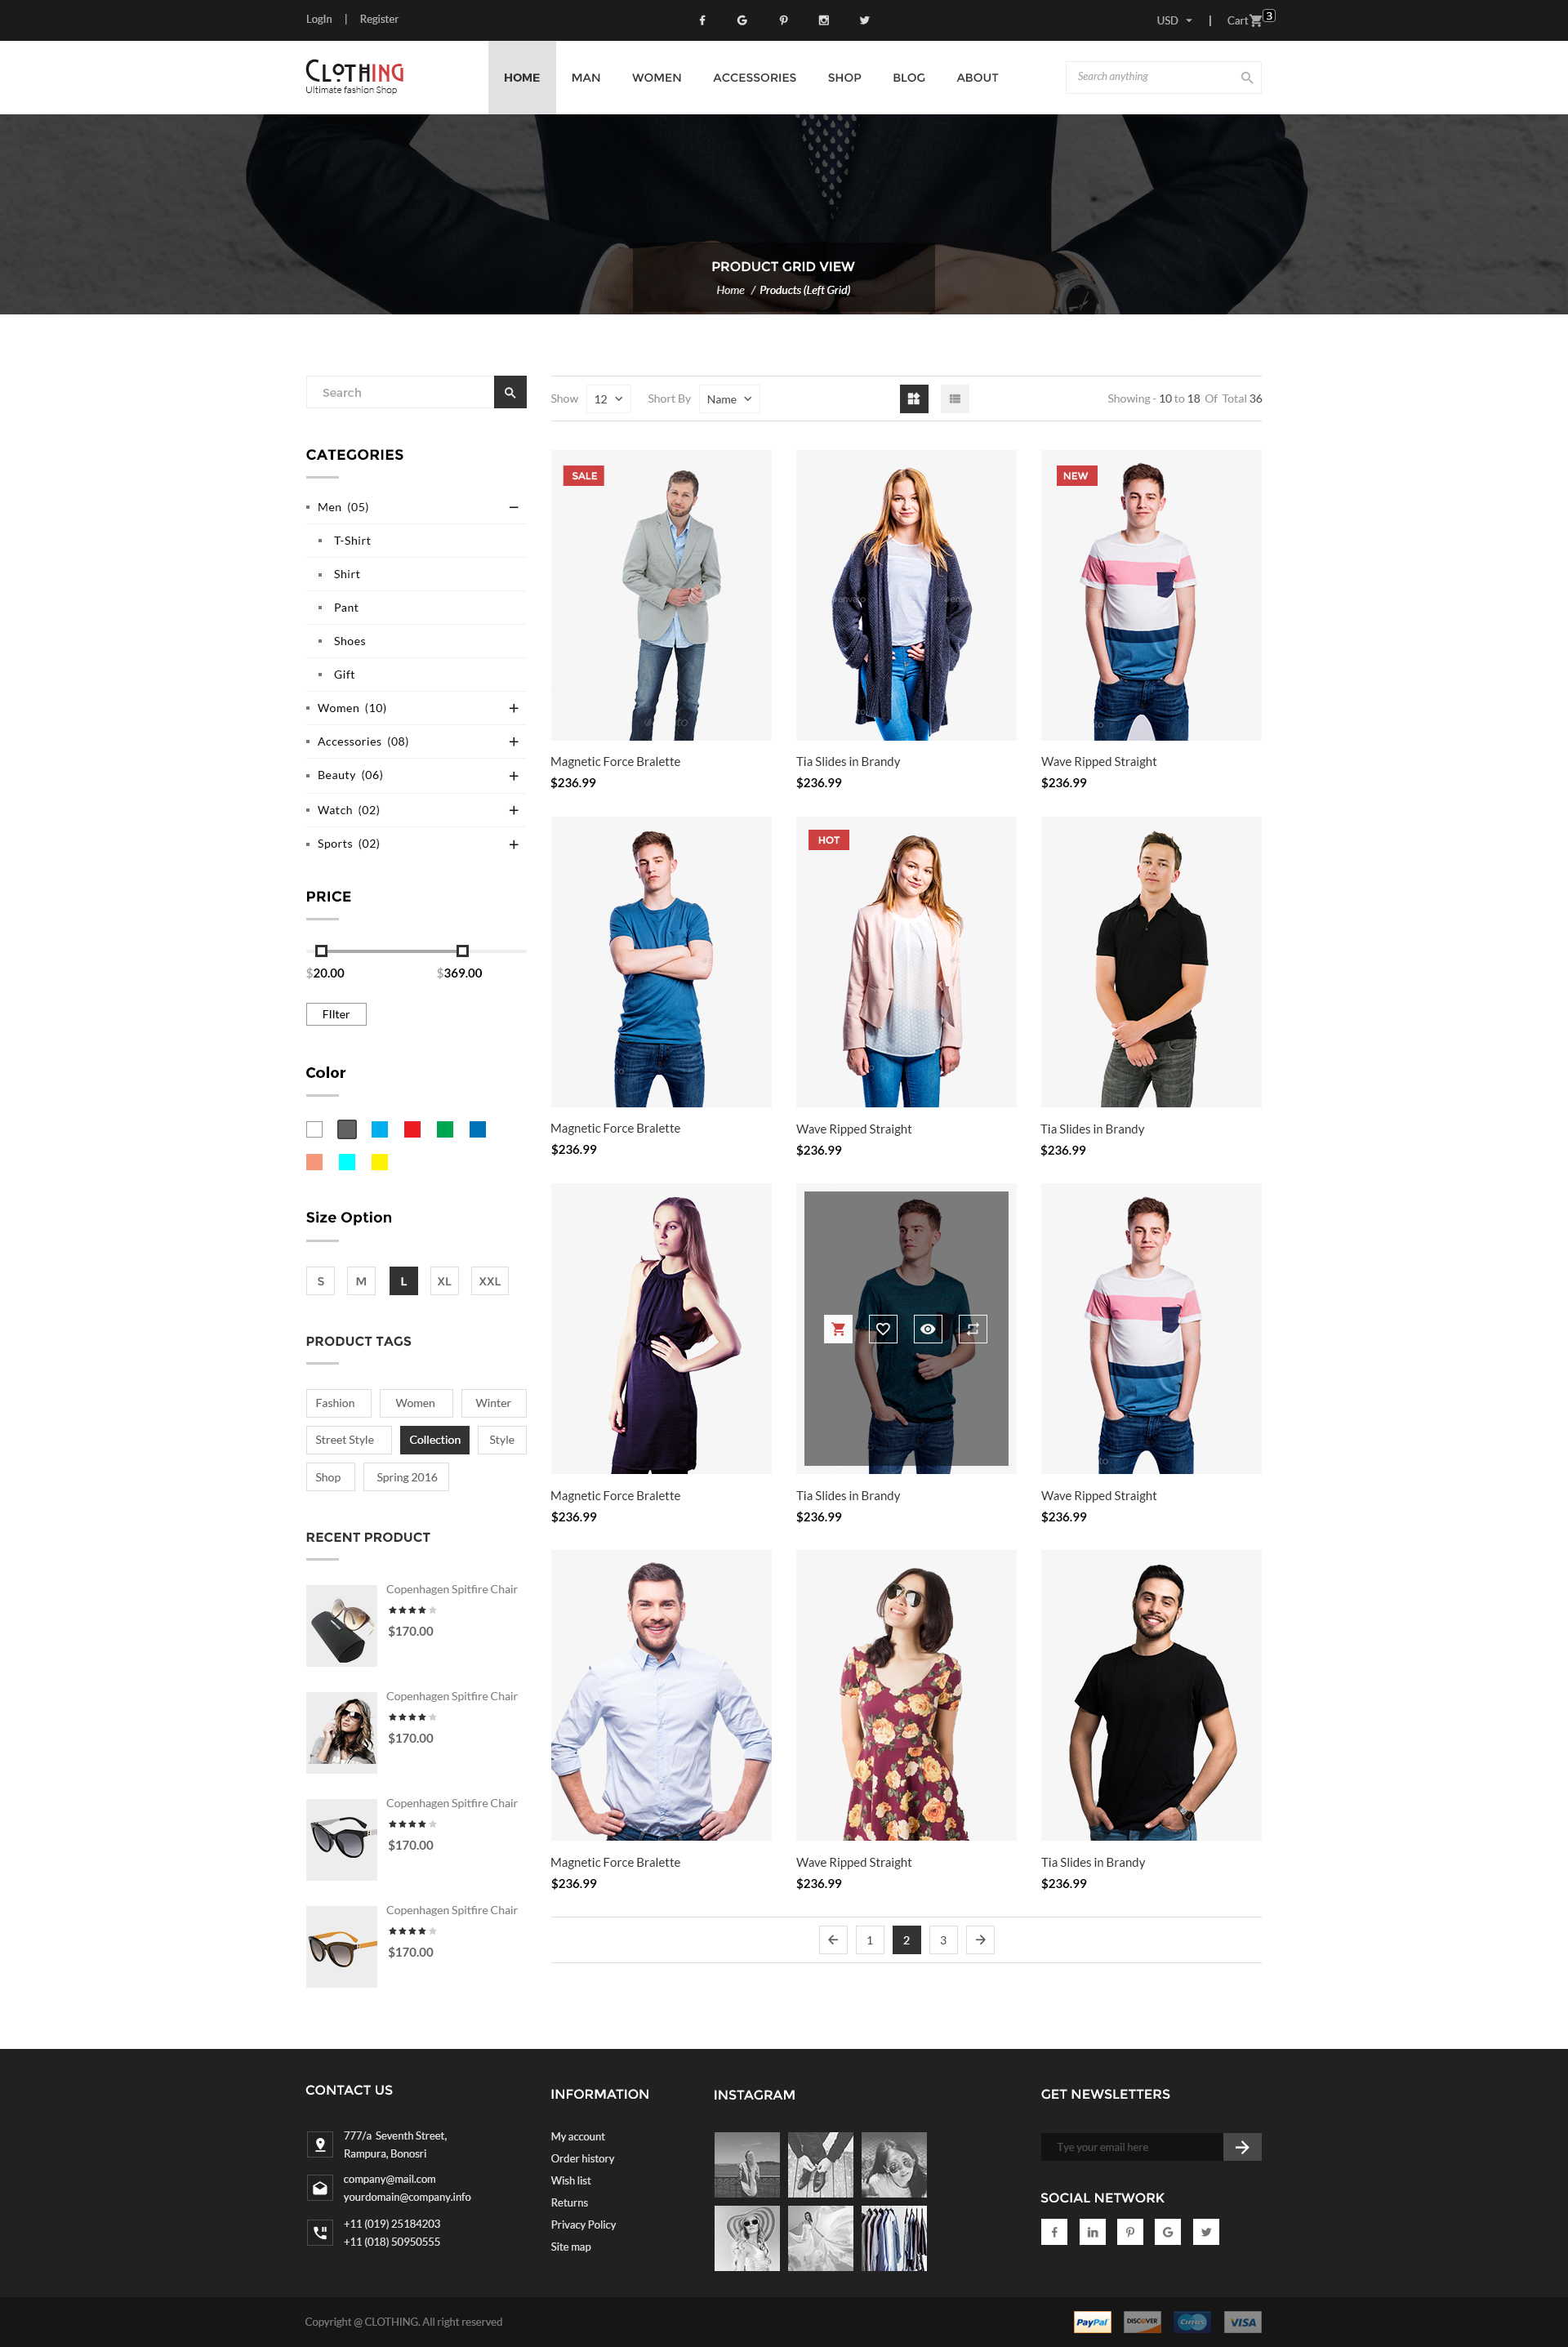 LogIn | Register
USD | Cart 3
CLOTHING
Ultimate fashion Shop
HOME MAN WOMEN ACCESSORIES SHOP BLOG ABOUT
Search anything
PRODUCT GRID VIEW
Home / Products (Left Grid)
Search
Show 12 Short By Name Showing - 10 to 18 Of Total 36
CATEGORIES
Men (05)
T-Shirt
Shirt
Pant
Shoes
Gift
Women (10)
Accessories (08)
Beauty (06)
Watch (02)
Sports (02)
PRICE
$20.00 $369.00
FIlter
Color
Size Option
S M L XL XXL
PRODUCT TAGS
Fashion Women Winter
Street Style Collection Style
Shop Spring 2016
RECENT PRODUCT
Copenhagen Spitfire Chair
$170.00
Copenhagen Spitfire Chair
$170.00
Copenhagen Spitfire Chair
$170.00
Copenhagen Spitfire Chair
$170.00
SALE NEW
envato
Magnetic Force Bralette Tia Slides in Brandy Wave Ripped Straight
$236.99 $236.99 $236.99
HOT
Magnetic Force Bralette Wave Ripped Straight Tia Slides in Brandy
$236.99 $236.99 $236.99
Magnetic Force Bralette Tia Slides in Brandy Wave Ripped Straight
$236.99 $236.99 $236.99
Magnetic Force Bralette Wave Ripped Straight Tia Slides in Brandy
$236.99 $236.99 $236.99
1 2 3
CONTACT US
777/a Seventh Street,
Rampura, Bonosri
company@mail.com
yourdomain@company.info
+11 (019) 25184203
+11 (018) 50950555
INFORMATION
My account
Order history
Wish list
Returns
Privacy Policy
Site map
INSTAGRAM
GET NEWSLETTERS
Tye your email here
SOCIAL NETWORK
Copyright @ CLOTHING. All right reserved
PayPal DISCOVER Cirrus VISA